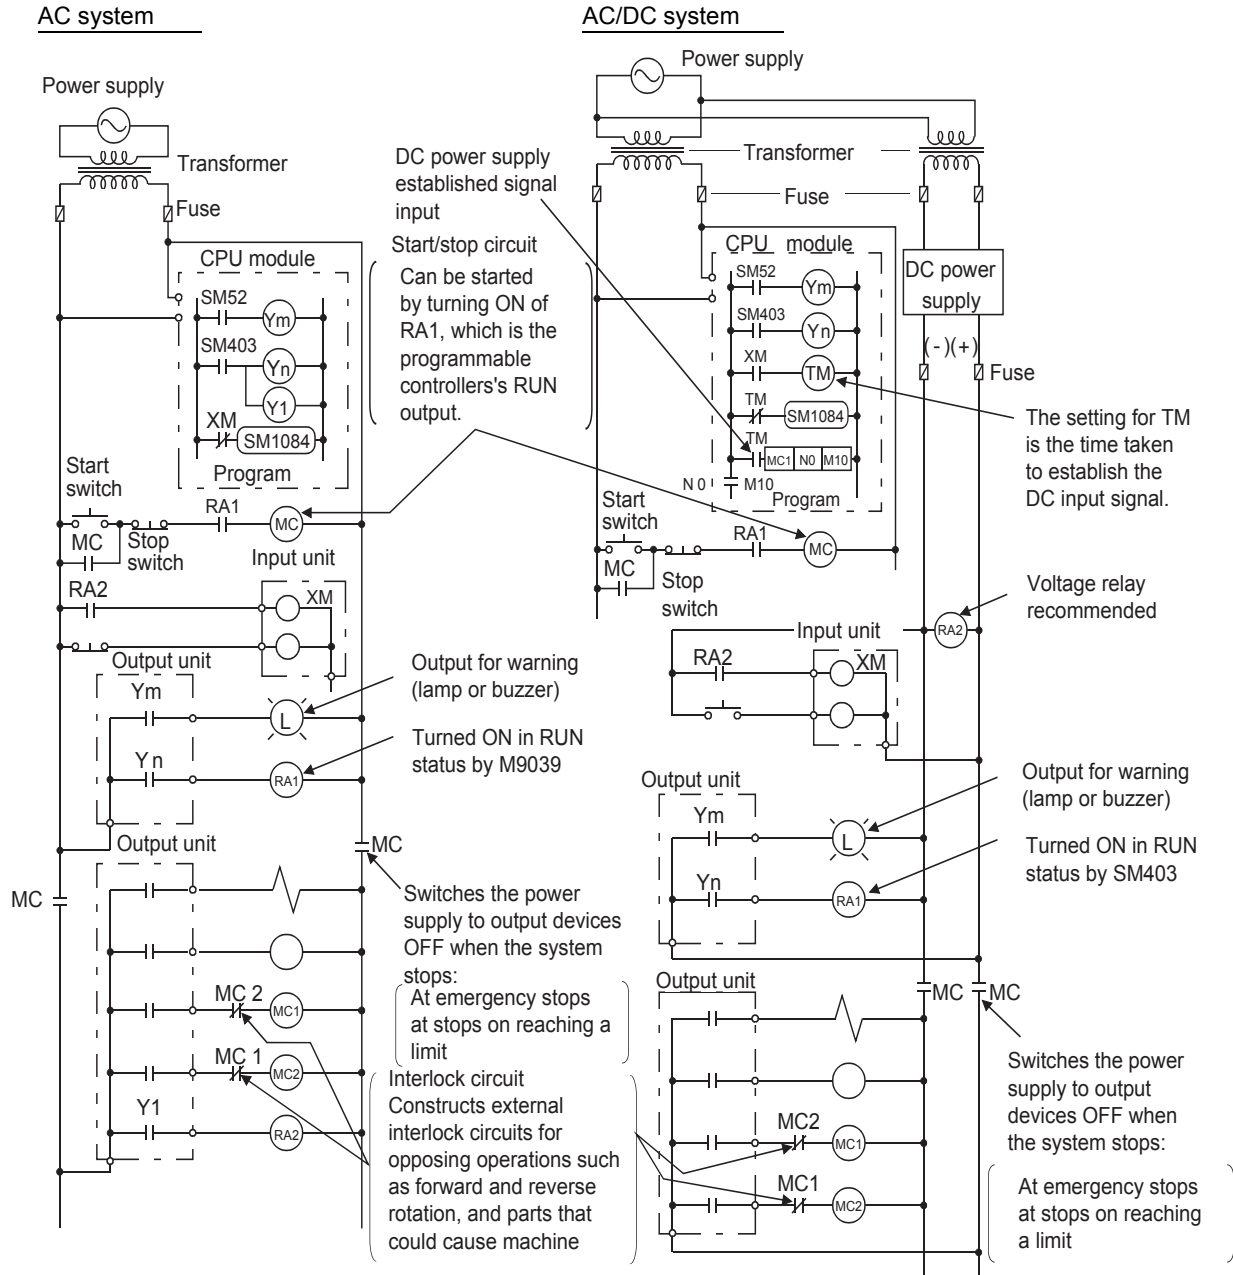 AC system
Power supply
Transformer
Fuse
CPU module
SM52
Ym
SM403
Yn
Y1
XM
SM1084
Program
Start
switch
MC
Stop
switch
RA1
MC
Input unit
RA2
XM
Output unit
Ym
L
Yn
RA1
Output unit
MC
MC
MC 2
MC1
MC 1
MC2
Y1
RA2
DC power supply
established signal
input
Start/stop circuit
Can be started
by turning ON of
RA1, which is the
programmable
controllers's RUN
output.
Output for warning
(lamp or buzzer)
Turned ON in RUN
status by M9039
Switches the power
supply to output devices
OFF when the system
stops:
At emergency stops
at stops on reaching a
limit
Interlock circuit
Constructs external
interlock circuits for
opposing operations such
as forward and reverse
rotation, and parts that
could cause machine
AC/DC system
Power supply
Transformer
Fuse
CPU module
SM52
Ym
SM403
Yn
XM
TM
TM
SM1084
TM
MC1 N0 M10
N0 M10
Program
DC power
supply
(-)(+)
Fuse
The setting for TM
is the time taken
to establish the
DC input signal.
Start
switch
MC
Stop
switch
RA1
MC
Voltage relay
recommended
RA2
Input unit
RA2
XM
Output unit
Ym
L
Yn
RA1
Output for warning
(lamp or buzzer)
Turned ON in RUN
status by SM403
Output unit
MC MC
MC2
MC1
MC1
MC2
Switches the power
supply to output
devices OFF when
the system stops:
At emergency stops
at stops on reaching
a limit